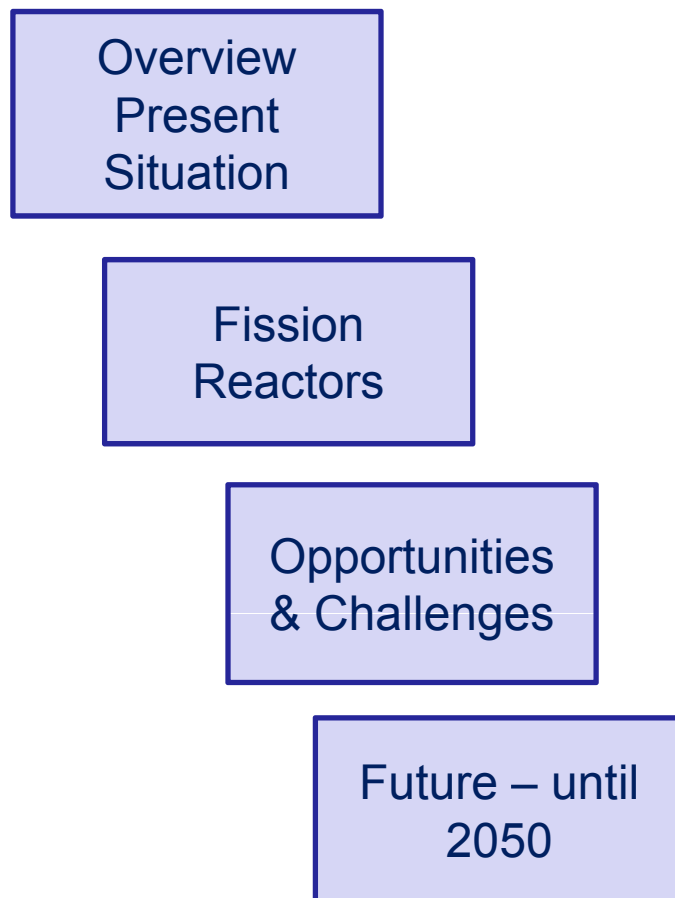 Overview
Present
Situation
Fission
Reactors
Opportunities
& Challenges
Future – until
2050